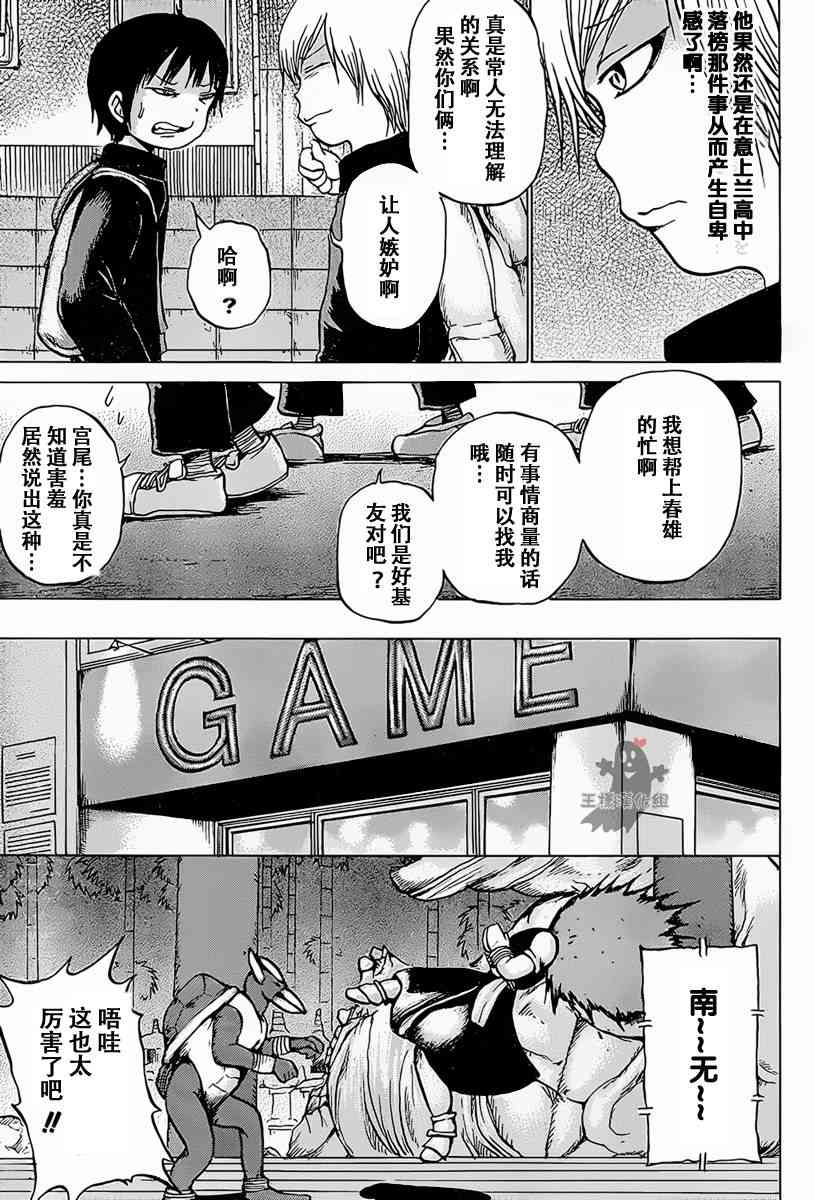 他果然还是在意上兰高中
落榜那件事从而产生自卑
感了啊…
真是常人无法理解
的关系啊
果然你们俩…
让人嫉妒啊
哈啊
？
我想帮上春雄
的忙啊
有事情商量的话
随时可以找我
哦…
我们是好基
友对吧？
宫尾…你真是不
知道害羞
居然说出这种…
GAME
王様漢化組
南~~无~~
唔哇
这也太
厉害了吧!!